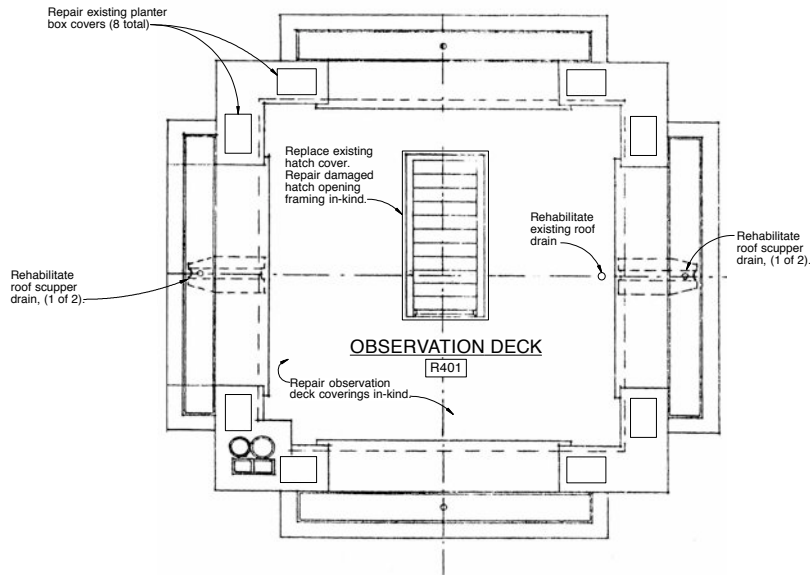 Repair existing planter
box covers (8 total)
Replace existing
hatch cover.
Repair damaged
hatch opening
framing in-kind.
Rehabilitate
existing roof
drain
Rehabilitate
roof scupper
drain, (1 of 2).
Rehabilitate
roof scupper
drain, (1 of 2).
OBSERVATION DECK
R401
Repair observation
deck coverings in-kind.